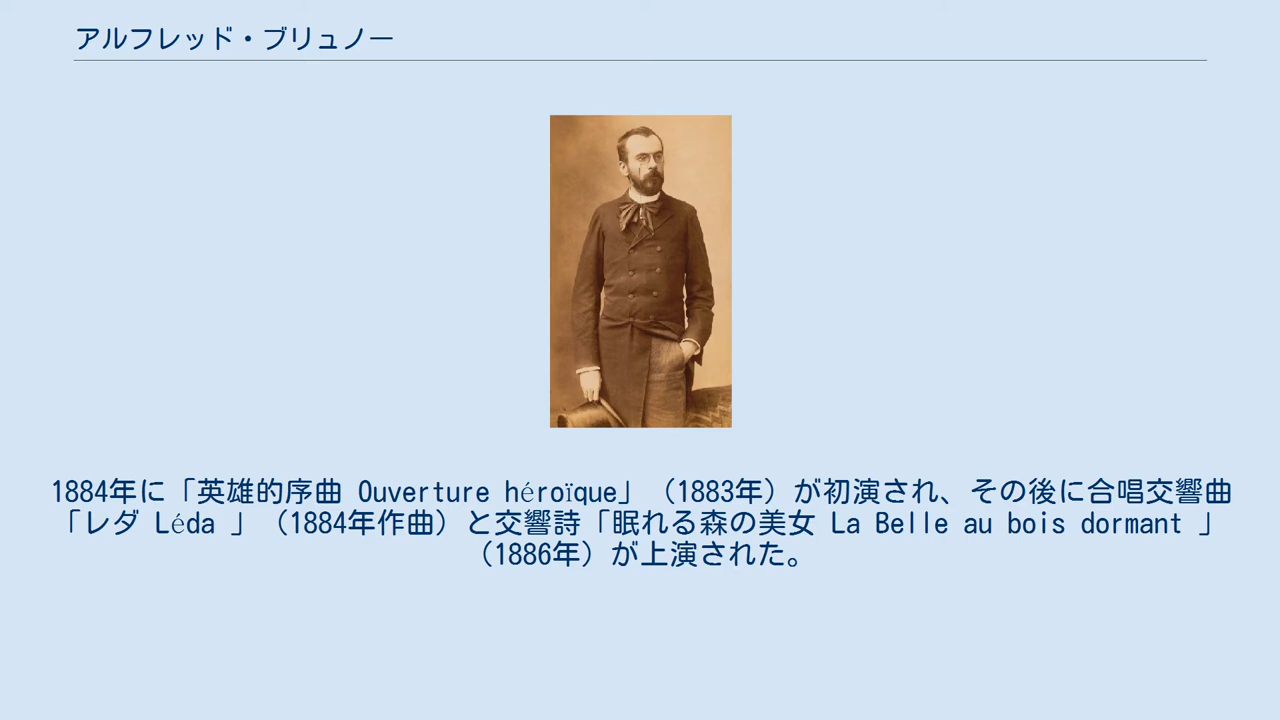 アルフレッド・ブリュノー
1884年に「英雄的序曲 Ouverture héroïque」（1883年）が初演され、その後に合唱交響曲
「レダ Léda 」（1884年作曲）と交響詩「眠れる森の美女 La Belle au bois dormant 」
（1886年）が上演された。